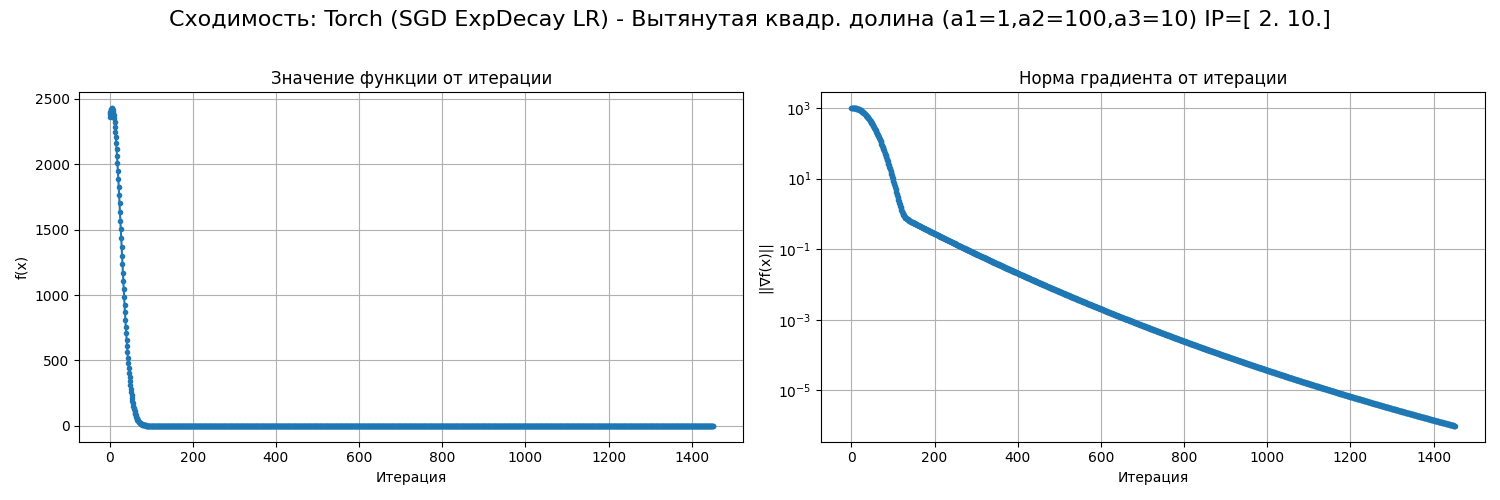 Сходимость: Torch (SGD ExpDecay LR) - Вытянутая квадр. долина (a1=1,a2=100,a3=10) IP=[ 2. 10.]
Значение функции от итерации
2500
2000
1500
1000
500
0
f(x)
0 200 400 600 800 1000 1200 1400
Итерация
Норма градиента от итерации
10³
10¹
10⁻¹
10⁻³
10⁻⁵
||∇f(x)||
0 200 400 600 800 1000 1200 1400
Итерация